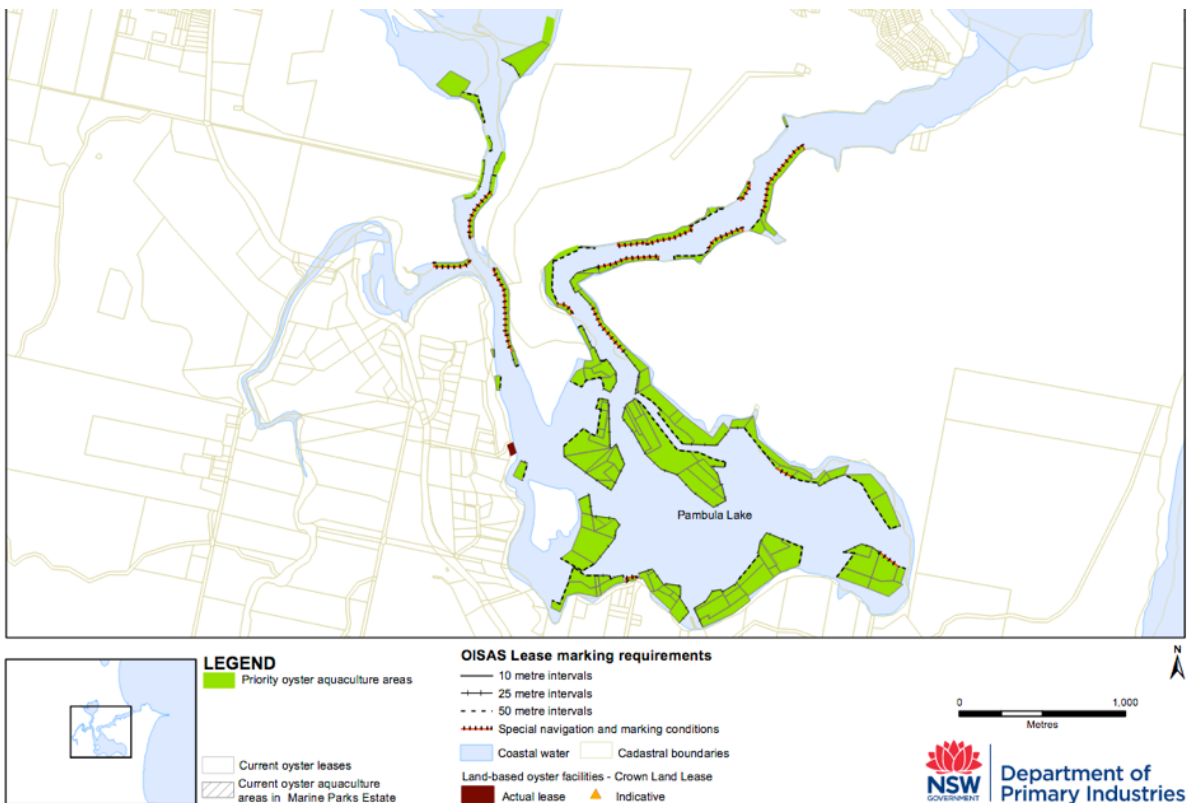 Pambula Lake
LEGEND
Priority oyster aquaculture areas
Current oyster leases
Current oyster aquaculture
areas in Marine Parks Estate
OISAS Lease marking requirements
10 metre intervals
25 metre intervals
50 metre intervals
Special navigation and marking conditions
Coastal water
Cadastral boundaries
Land-based oyster facilities - Crown Land Lease
Actual lease
Indicative
N
0
1,000
Metres
NSW
GOVERNMENT
Department of
Primary Industries